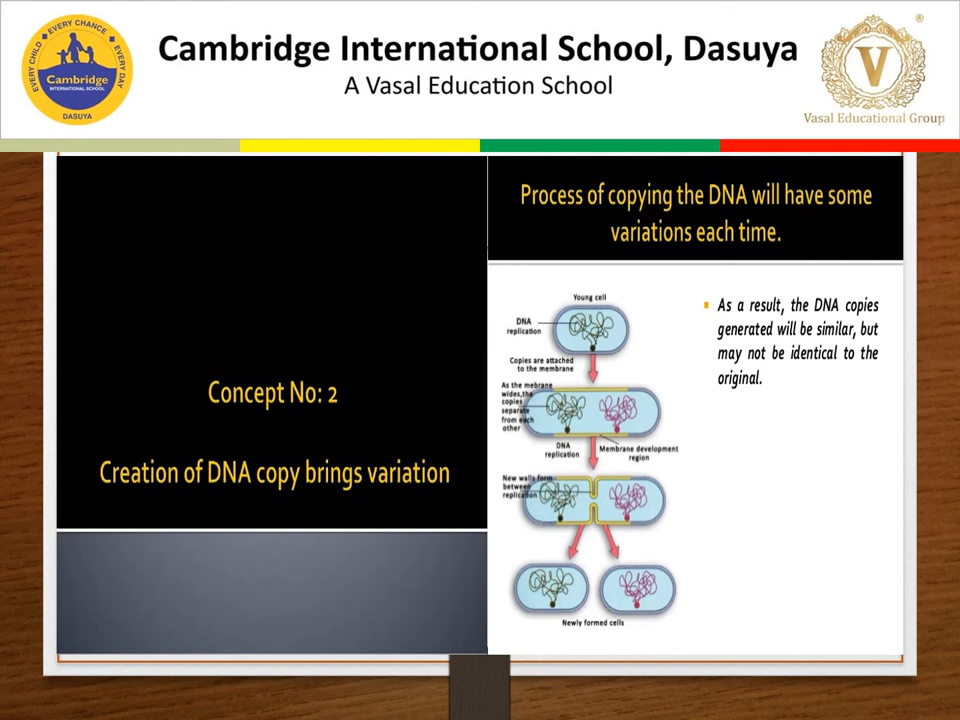 EVERY CHILD • EVERY CHANCE • EVERY DAY
Cambridge
INTERNATIONAL SCHOOL
DASUYA
Cambridge International School, Dasuya
A Vasal Education School
®
V
Vasal Educational Group
Concept No: 2
Creation of DNA copy brings variation
Process of copying the DNA will have some
variations each time.
Young cell
DNA
replication
Copies are attached
to the membrane
As the mebrane
wides,the
copies
separate
from each
other
DNA
replication
Membrane development
region
New walls form
between
replication
Newly formed cells
As a result, the DNA copies
generated will be similar, but
may not be identical to the
original.